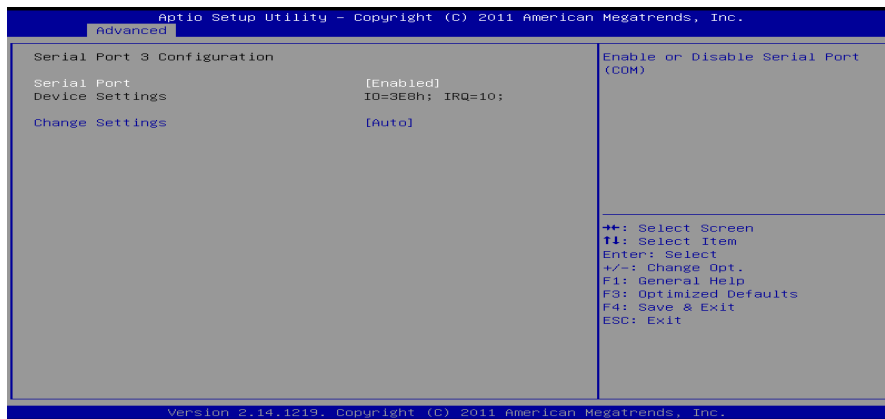 Aptio Setup Utility – Copyright (C) 2011 American Megatrends, Inc.
Advanced
Serial Port 3 Configuration
Serial Port [Enabled]
Device Settings IO=3E8h; IRQ=10;
Change Settings [Auto]
Enable or Disable Serial Port
(COM)
→←: Select Screen
↑↓: Select Item
Enter: Select
+/-: Change Opt.
F1: General Help
F3: Optimized Defaults
F4: Save & Exit
ESC: Exit
Version 2.14.1219. Copyright (C) 2011 American Megatrends, Inc.